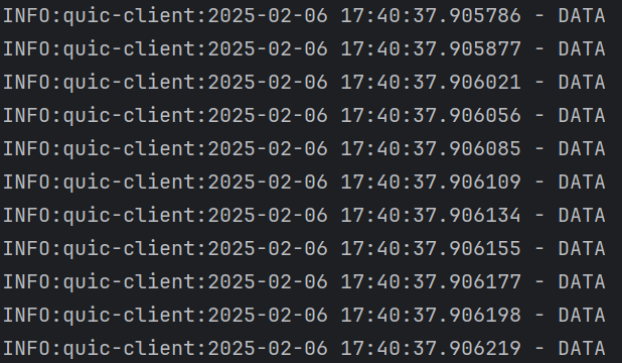 INFO:quic-client:2025-02-06 17:40:37.905786 - DATA
INFO:quic-client:2025-02-06 17:40:37.905877 - DATA
INFO:quic-client:2025-02-06 17:40:37.906021 - DATA
INFO:quic-client:2025-02-06 17:40:37.906056 - DATA
INFO:quic-client:2025-02-06 17:40:37.906085 - DATA
INFO:quic-client:2025-02-06 17:40:37.906109 - DATA
INFO:quic-client:2025-02-06 17:40:37.906134 - DATA
INFO:quic-client:2025-02-06 17:40:37.906155 - DATA
INFO:quic-client:2025-02-06 17:40:37.906177 - DATA
INFO:quic-client:2025-02-06 17:40:37.906198 - DATA
INFO:quic-client:2025-02-06 17:40:37.906219 - DATA